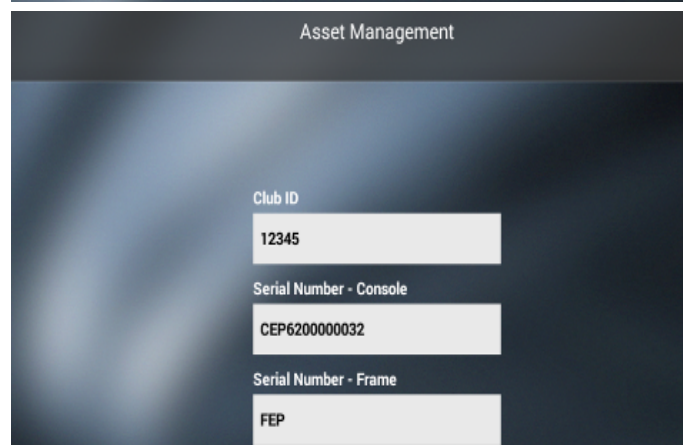 Asset Management
Club ID
12345
Serial Number - Console
CEP6200000032
Serial Number - Frame
FEP